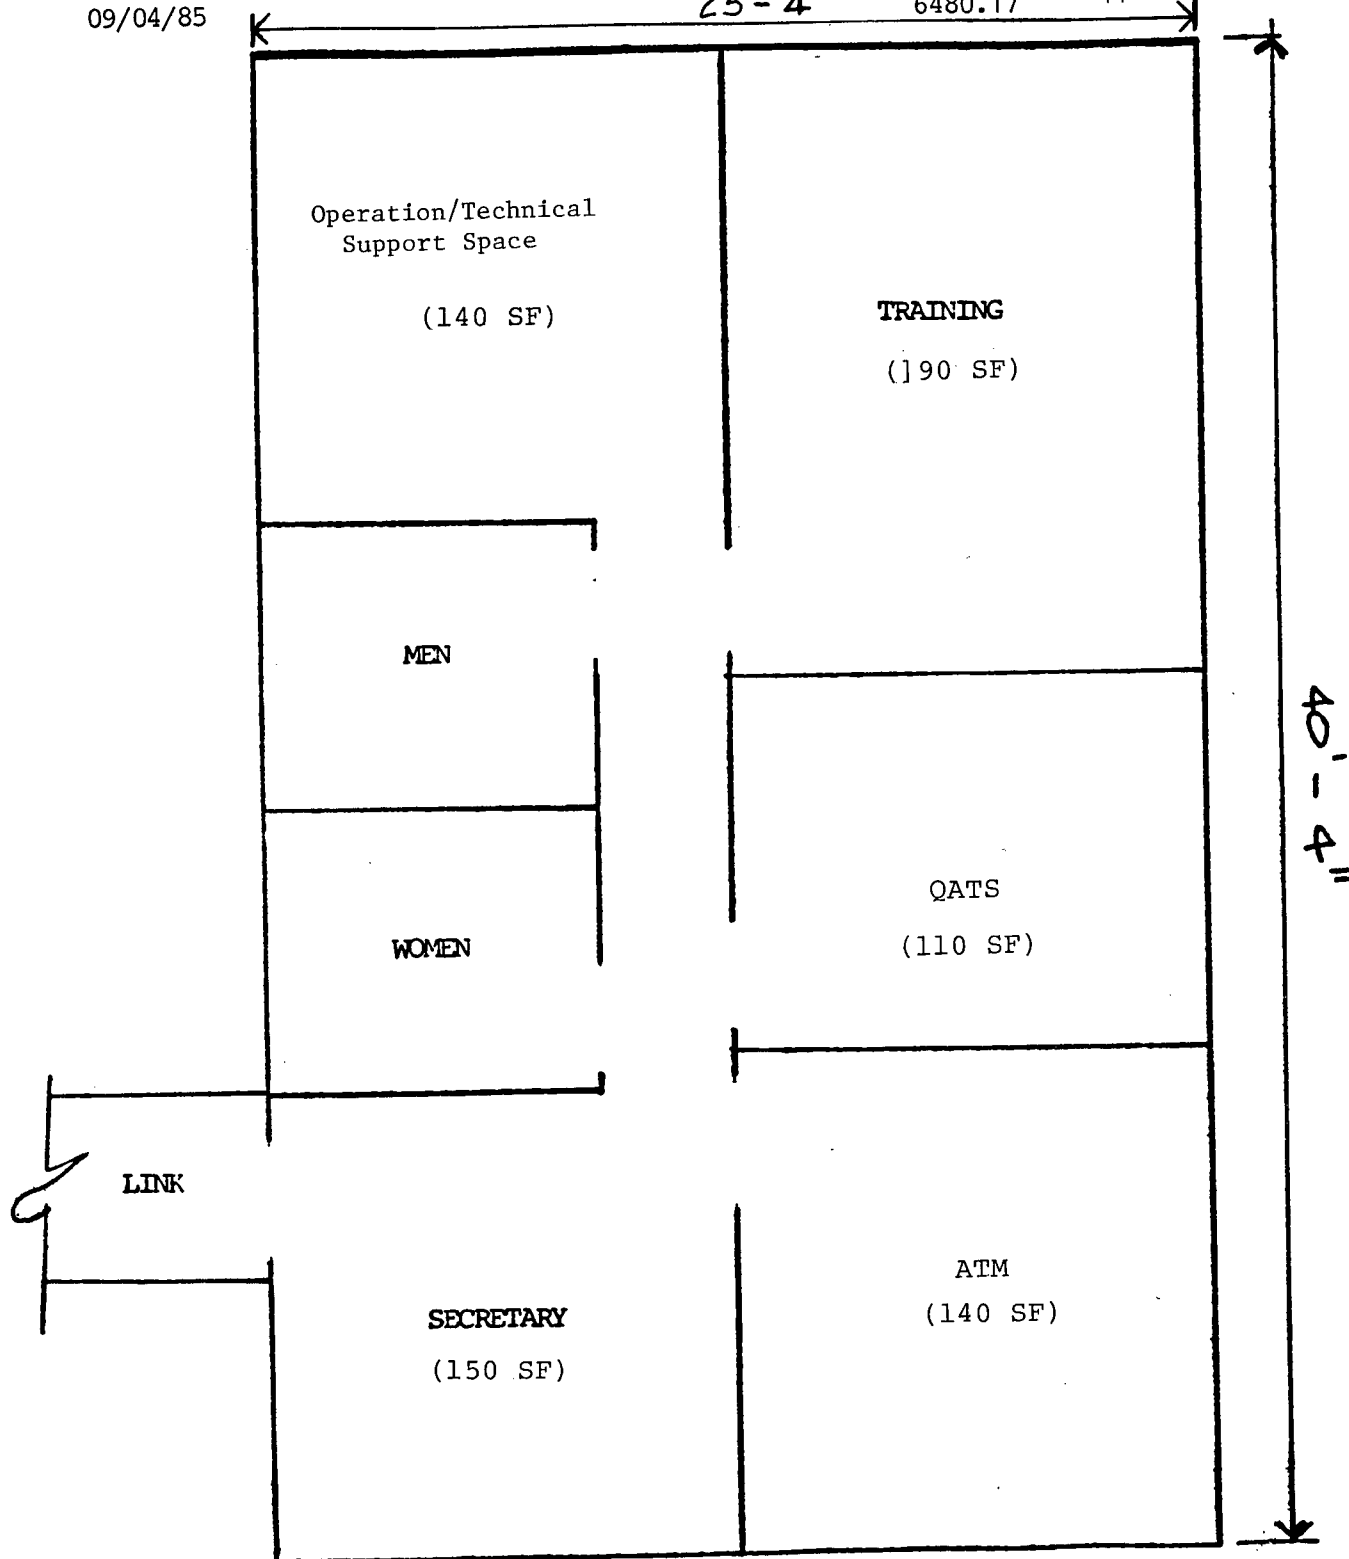 09/04/85
25-4
6480.17
Operation/Technical
Support Space
(140 SF)
TRAINING
(190 SF)
MEN
40'-4"
QATS
(110 SF)
WOMEN
LINK
ATM
(140 SF)
SECRETARY
(150 SF)